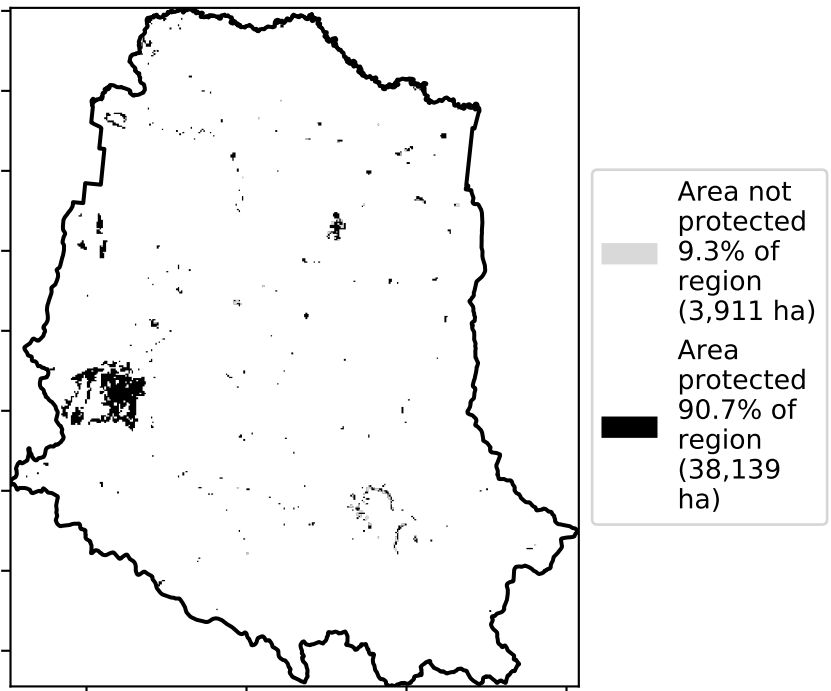 Area not
protected
9.3% of
region
(3,911 ha)
Area
protected
90.7% of
region
(38,139
ha)